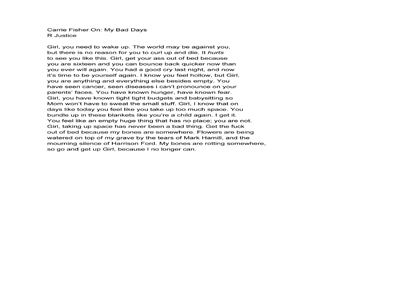 Carrie Fisher On: My Bad Days
R Justice
Girl, you need to wake up. The world may be against you,
but there is no reason for you to curl up and die. It hurts
to see you like this. Girl, get your ass out of bed because
you are sixteen and you can bounce back quicker now than
you ever will again. You had a good cry last night, and now
it's time to be yourself again. I know you feel hollow, but Girl,
you are anything and everything else besides empty. You
have seen cancer, seen diseases I can't pronounce on your
parents' faces. You have known hunger, have known fear.
Girl, you have known tight tight budgets and babysitting so
Mom won't have to sweat the small stuff. Girl, I know that on
days like today you feel like you take up too much space. You
bundle up in these blankets like you're a child again. I get it.
You feel like an empty huge thing that has no place; you are not.
Girl, taking up space has never been a bad thing. Get the fuck
out of bed because my bones are somewhere. Flowers are being
watered on top of my grave by the tears of Mark Hamill, and the
mourning silence of Harrison Ford. My bones are rotting somewhere,
so go and get up Girl, because I no longer can.